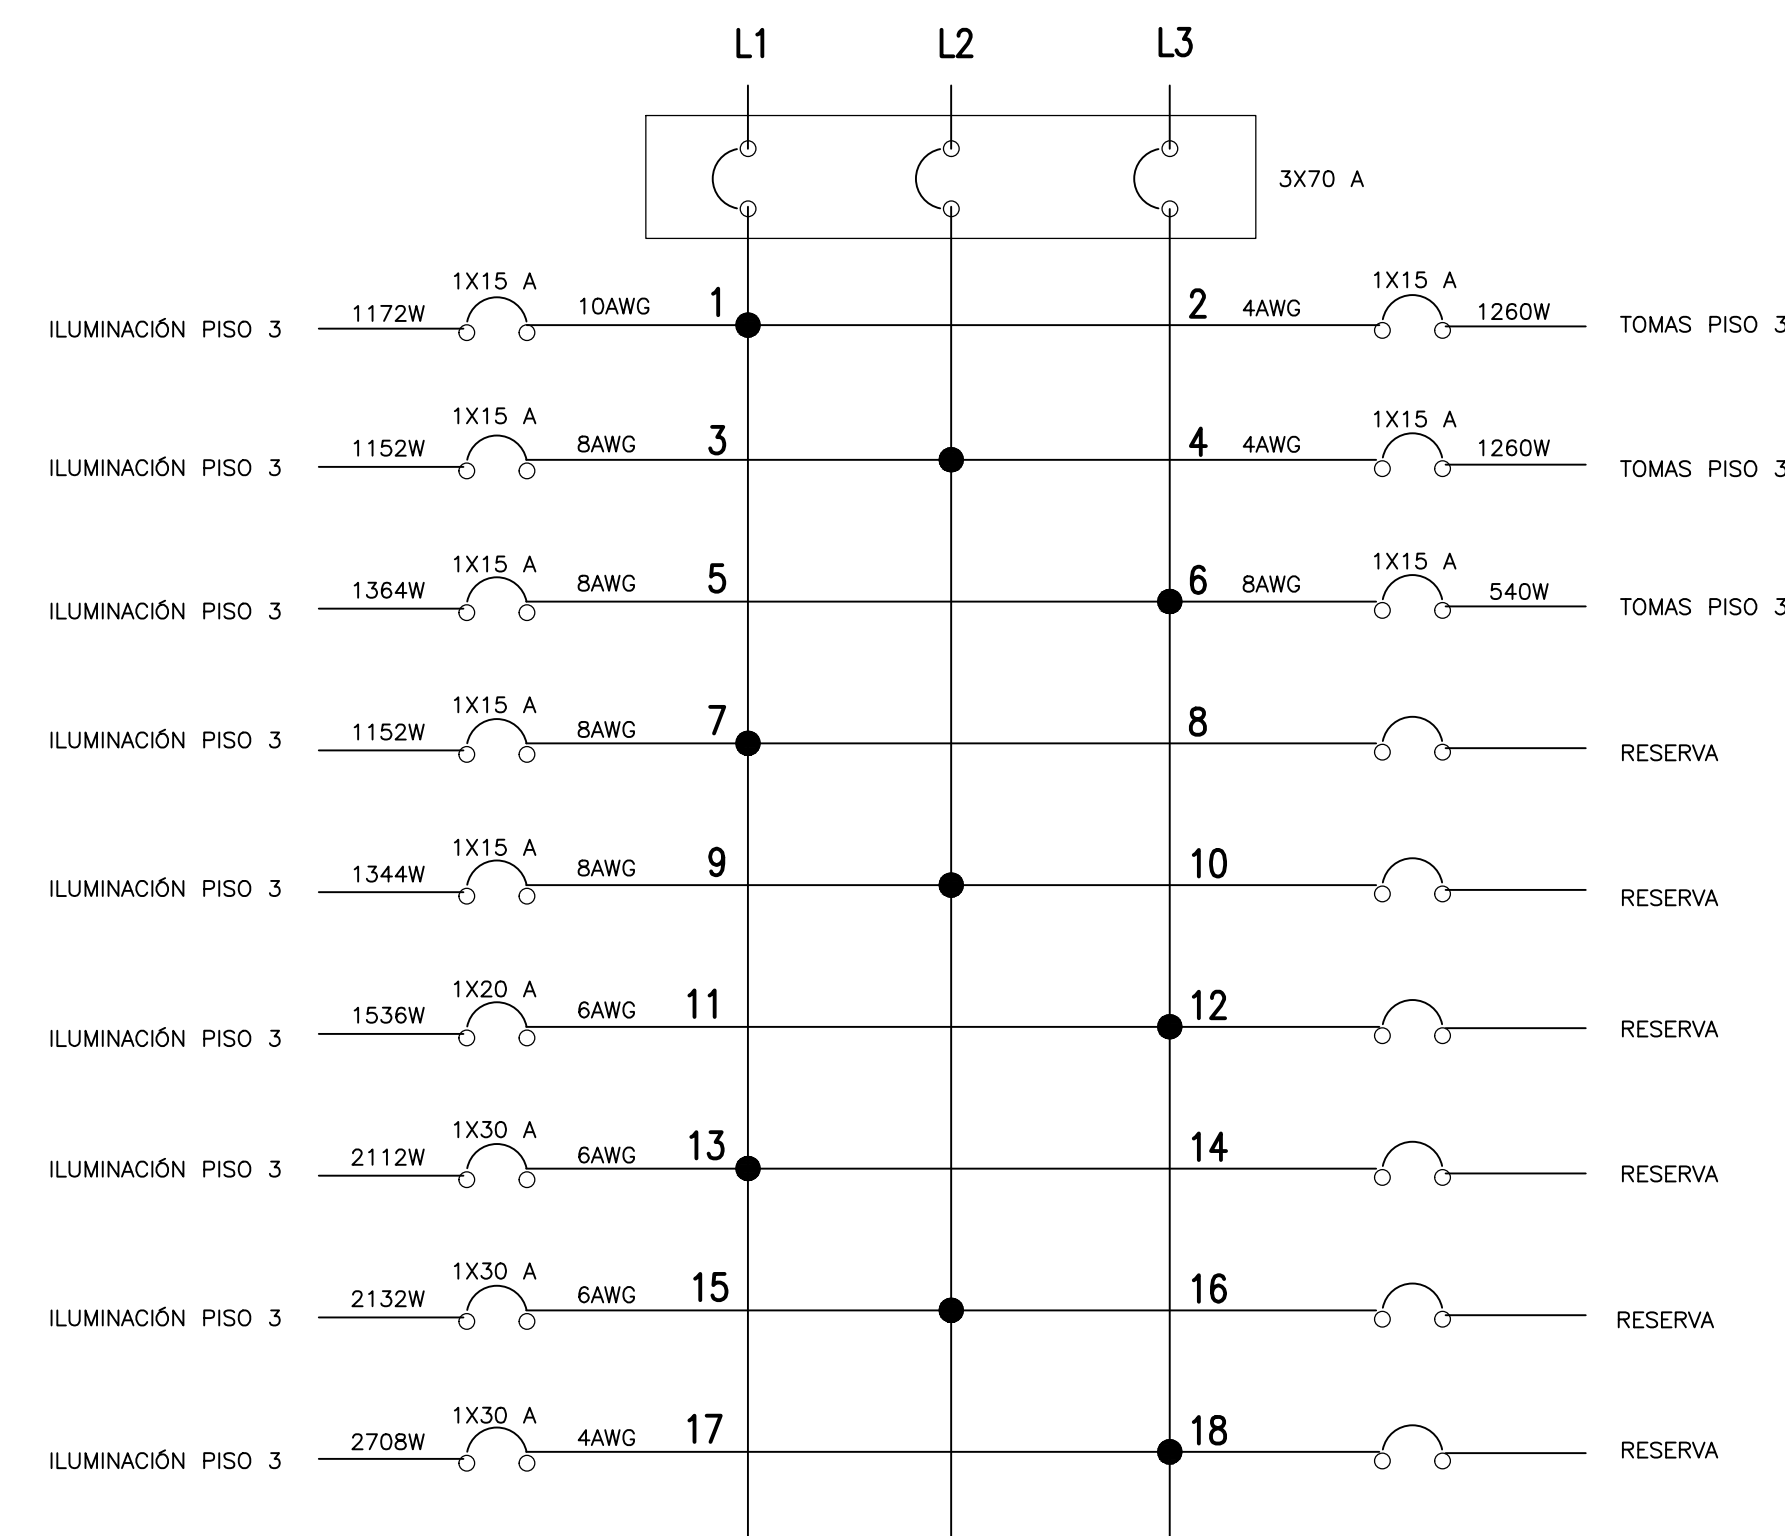 L1 L2 L3
3X70 A
1X15 A 1X15 A
ILUMINACIÓN PISO 3 1172W 10AWG 1 2 4AWG 1260W TOMAS PISO 3
1X15 A 1X15 A
ILUMINACIÓN PISO 3 1152W 8AWG 3 4 4AWG 1260W TOMAS PISO 3
1X15 A 1X15 A
ILUMINACIÓN PISO 3 1364W 8AWG 5 6 8AWG 540W TOMAS PISO 3
1X15 A
ILUMINACIÓN PISO 3 1152W 8AWG 7 8 RESERVA
1X15 A
ILUMINACIÓN PISO 3 1344W 8AWG 9 10 RESERVA
1X20 A
ILUMINACIÓN PISO 3 1536W 6AWG 11 12 RESERVA
1X30 A
ILUMINACIÓN PISO 3 2112W 6AWG 13 14 RESERVA
1X30 A
ILUMINACIÓN PISO 3 2132W 6AWG 15 16 RESERVA
1X30 A
ILUMINACIÓN PISO 3 2708W 4AWG 17 18 RESERVA